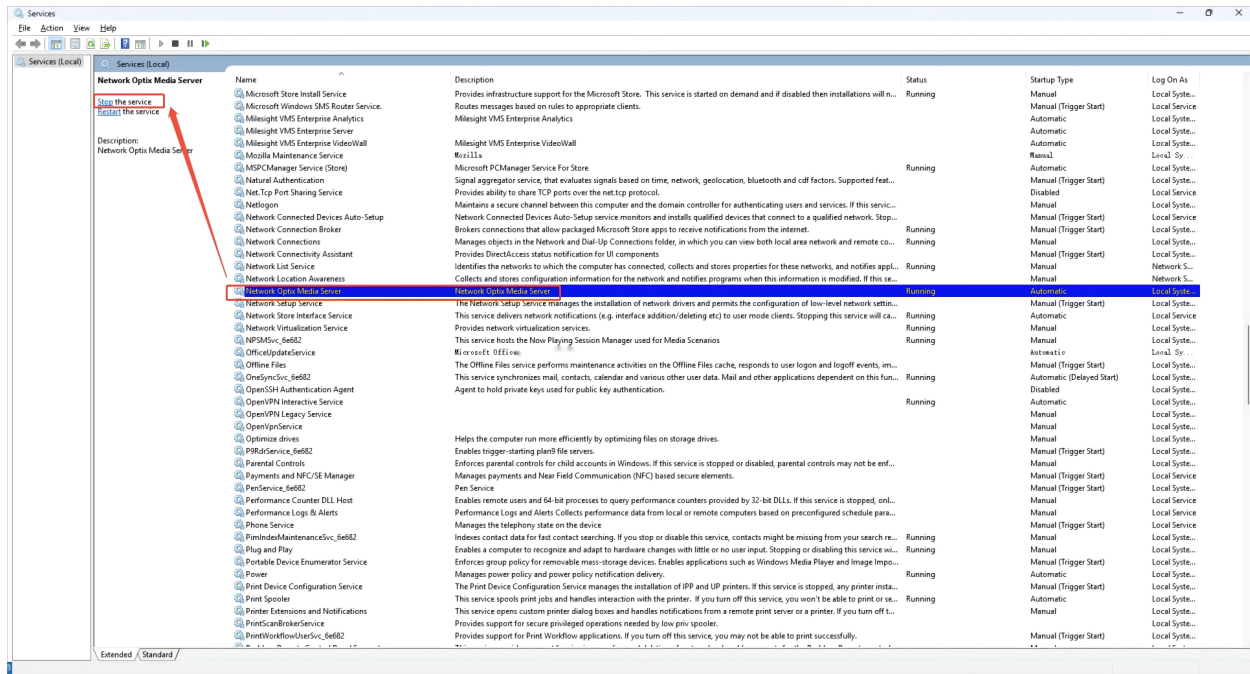 Services
File Action View Help
Services (Local)
Services (Local)
Network Optix Media Server
Stop the service
Restart the service
Description:
Network Optix Media Server
Name Description Status Startup Type Log On As
Microsoft Store Install Service Provides infrastructure support for the Microsoft Store. This service is started on demand and if disabled then installations will n... Running Manual Local Syste...
Microsoft Windows SMS Router Service. Routes messages based on rules to appropriate clients. Manual (Trigger Start) Local Service
Milesight VMS Enterprise Analytics Milesight VMS Enterprise Analytics Automatic Local Syste...
Milesight VMS Enterprise Server Automatic Local Syste...
Milesight VMS Enterprise VideoWall Milesight VMS Enterprise VideoWall Automatic Local Syste...
Mozilla Maintenance Service Mozilla Manual Local Sy...
MSPCManager Service (Store) Microsoft PCManager Service For Store Running Automatic Local Syste...
Natural Authentication Signal aggregator service, that evaluates signals based on time, network, geolocation, bluetooth and cdf factors. Supported feat... Manual (Trigger Start) Local Syste...
Net.Tcp Port Sharing Service Provides ability to share TCP ports over the net.tcp protocol. Disabled Local Service
Netlogon Maintains a secure channel between this computer and the domain controller for authenticating users and services. If this servic... Manual Local Syste...
Network Connected Devices Auto-Setup Network Connected Devices Auto-Setup service monitors and installs qualified devices that connect to a qualified network. Stop... Manual (Trigger Start) Local Service
Network Connection Broker Brokers connections that allow packaged Microsoft Store apps to receive notifications from the internet. Running Manual (Trigger Start) Local Syste...
Network Connections Manages objects in the Network and Dial-Up Connections folder, in which you can view both local area network and remote co... Running Manual Local Syste...
Network Connectivity Assistant Provides DirectAccess status notification for UI components Manual (Trigger Start) Local Syste...
Network List Service Identifies the networks to which the computer has connected, collects and stores properties for these networks, and notifies appl... Running Manual Network S...
Network Location Awareness Collects and stores configuration information for the network and notifies programs when this information is modified. If this se... Manual Network S...
Network Optix Media Server Network Optix Media Server Running Automatic Local Syste...
Network Setup Service The Network Setup Service manages the installation of network drivers and permits the configuration of low-level network settin... Manual (Trigger Start) Local Syste...
Network Store Interface Service This service delivers network notifications (e.g. interface addition/deleting etc) to user mode clients. Stopping this service will ca... Running Automatic Local Service
Network Virtualization Service Provides network virtualization services. Running Manual Local Syste...
NPSMSvc_6e682 This service hosts the Now Playing Session Manager used for Media Scenarios Running Manual Local Syste...
OfficeUpdateService Microsoft Office Automatic Local Sy...
Offline Files The Offline Files service performs maintenance activities on the Offline Files cache, responds to user logon and logoff events, im... Manual (Trigger Start) Local Syste...
OneSyncSvc_6e682 This service synchronizes mail, contacts, calendar and various other user data. Mail and other applications dependent on this fun... Running Automatic (Delayed Start) Local Syste...
OpenSSH Authentication Agent Agent to hold private keys used for public key authentication. Disabled Local Syste...
OpenVPN Interactive Service Running Automatic Local Syste...
OpenVPN Legacy Service Manual Local Syste...
OpenVpnService Manual Local Syste...
Optimize drives Helps the computer run more efficiently by optimizing files on storage drives. Manual Local Syste...
P9RdrService_6e682 Enables trigger-starting plan9 file servers. Manual (Trigger Start) Local Syste...
Parental Controls Enforces parental controls for child accounts in Windows. If this service is stopped or disabled, parental controls may not be enf... Manual Local Syste...
Payments and NFC/SE Manager Manages payments and Near Field Communication (NFC) based secure elements. Manual (Trigger Start) Local Service
PenService_6e682 Pen Service Manual (Trigger Start) Local Syste...
Performance Counter DLL Host Enables remote users and 64-bit processes to query performance counters provided by 32-bit DLLs. If this service is stopped, onl... Manual Local Service
Performance Logs & Alerts Performance Logs and Alerts Collects performance data from local or remote computers based on preconfigured schedule para... Manual Local Service
Phone Service Manages the telephony state on the device Manual (Trigger Start) Local Service
PimIndexMaintenanceSvc_6e682 Indexes contact data for fast contact searching. If you stop or disable this service, contacts might be missing from your search re... Running Manual Local Syste...
Plug and Play Enables a computer to recognize and adapt to hardware changes with little or no user input. Stopping or disabling this service wi... Running Manual Local Syste...
Portable Device Enumerator Service Enforces group policy for removable mass-storage devices. Enables applications such as Windows Media Player and Image Impo... Manual (Trigger Start) Local Syste...
Power Manages power policy and power policy notification delivery. Running Automatic Local Syste...
Print Device Configuration Service The Print Device Configuration Service manages the installation of IPP and UP printers. If this service is stopped, any printer insta... Manual (Trigger Start) Local Syste...
Print Spooler This service spools print jobs and handles interaction with the printer. If you turn off this service, you won't be able to print or se... Running Automatic Local Syste...
Printer Extensions and Notifications This service opens custom printer dialog boxes and handles notifications from a remote print server or a printer. If you turn off t... Manual Local Syste...
PrintScanBrokerService Provides support for secure privileged operations needed by low priv spooler. Local Syste...
PrintWorkflowUserSvc_6e682 Provides support for Print Workflow applications. If you turn off this service, you may not be able to print successfully. Manual (Trigger Start) Local Syste...
Extended Standard